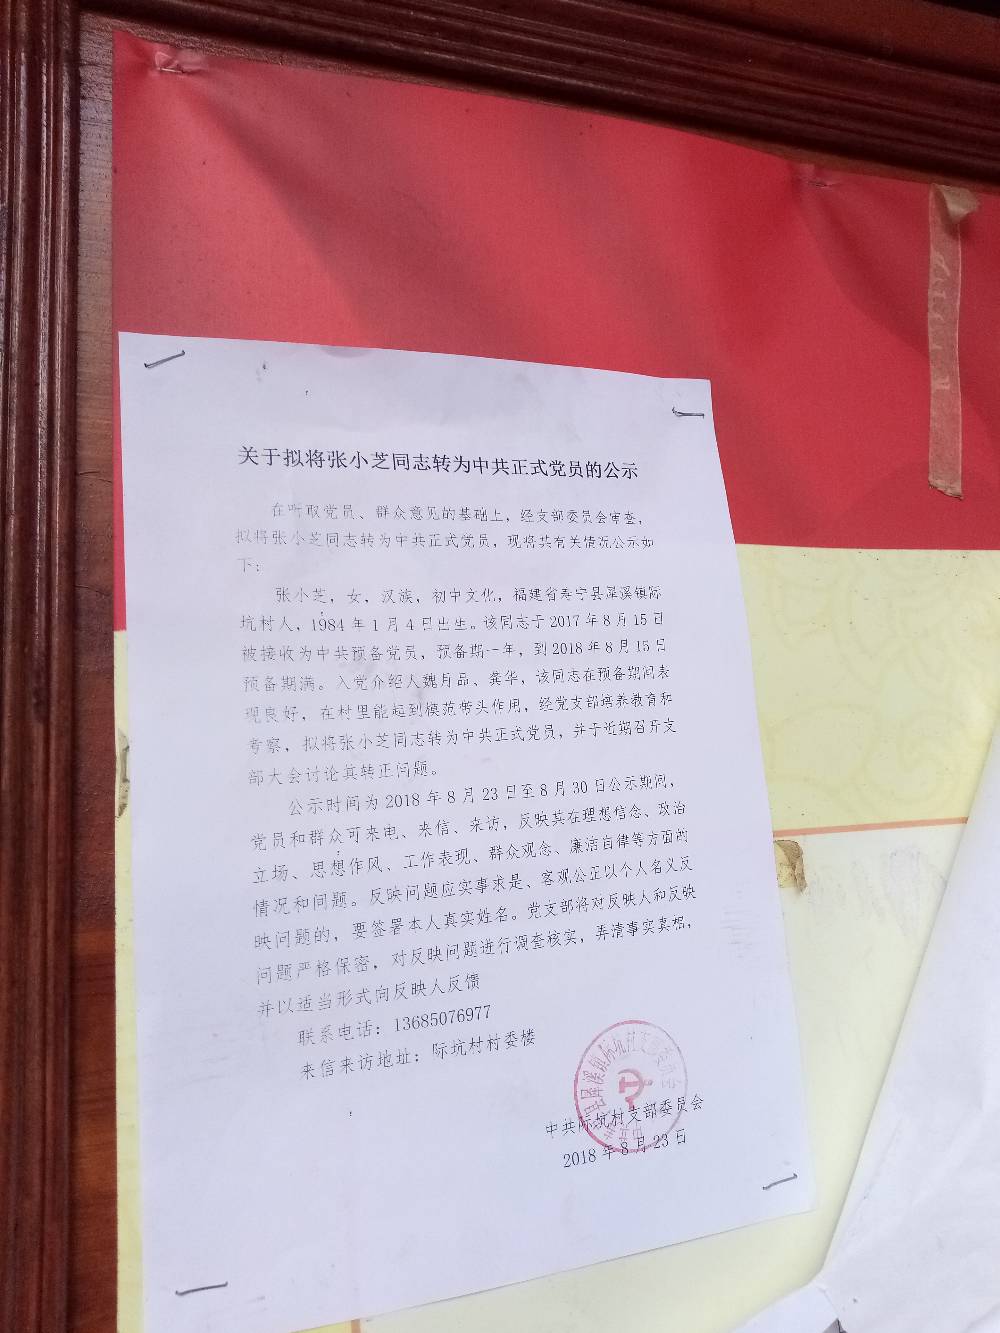 关于拟将张小芝同志转为中共正式党员的公示
在听取党员、群众意见的基础上，经支部委员会审查，
拟将张小芝同志转为中共正式党员，现将其有关情况公示如
下：
张小芝，女，汉族，初中文化，福建省寿宁县犀溪镇际
坑村人，1984年1月4日出生。该同志于2017年8月15日
被接收为中共预备党员，预备期一年，到2018年8月15日
预备期满。入党介绍人魏月品、龚华，该同志在预备期间表
现良好，在村里能起到模范带头作用，经党支部培养教育和
考察，拟将张小芝同志转为中共正式党员，并于近期召开支
部大会讨论其转正问题。
公示时间为2018年8月23日至8月30日公示期间，
党员和群众可来电、来信、来访，反映其在理想信念、政治
立场、思想作风、工作表现、群众观念、廉洁自律等方面的
情况和问题。反映问题应实事求是、客观公正以个人名义反
映问题的，要签署本人真实姓名。党支部将对反映人和反映
问题严格保密，对反映问题进行调查核实，弄清事实真相，
并以适当形式向反映人反馈
联系电话：13685076977
来信来访地址：际坑村村委楼
中共际坑村支部委员会
2018年8月23日